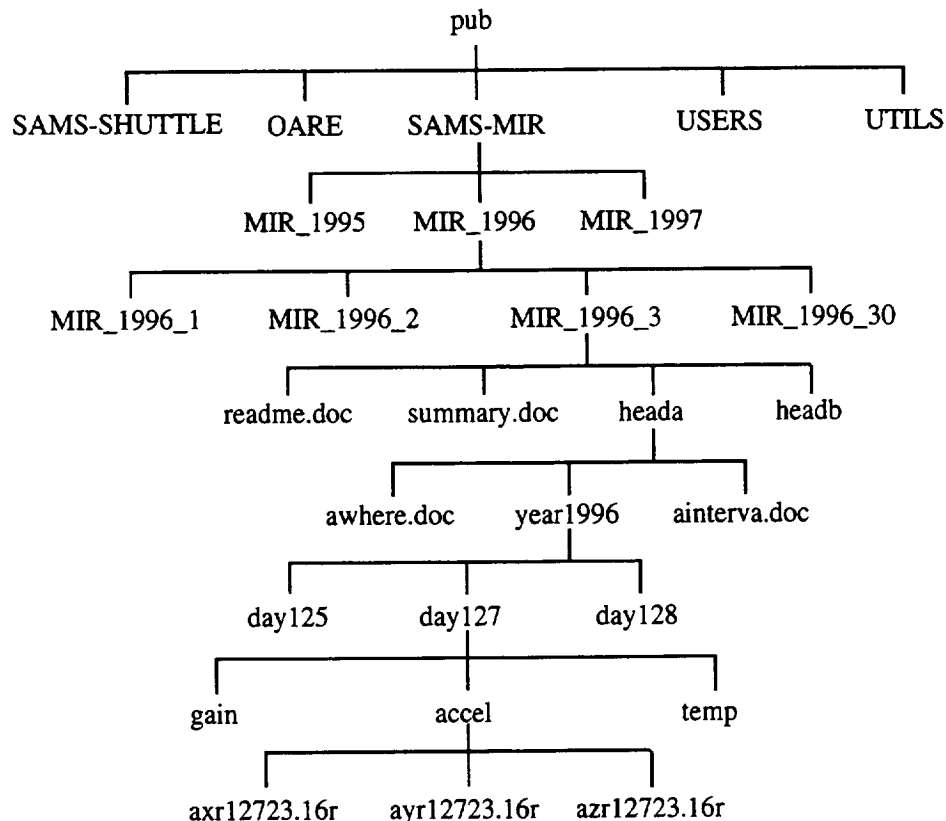 pub
SAMS-SHUTTLE OARE SAMS-MIR USERS UTILS
MIR_1995 MIR_1996 MIR_1997
MIR_1996_1 MIR_1996_2 MIR_1996_3 MIR_1996_30
readme.doc summary.doc heada headb
awhere.doc year1996 ainterva.doc
day125 day127 day128
gain accel temp
axr12723.16r ayr12723.16r azr12723.16r